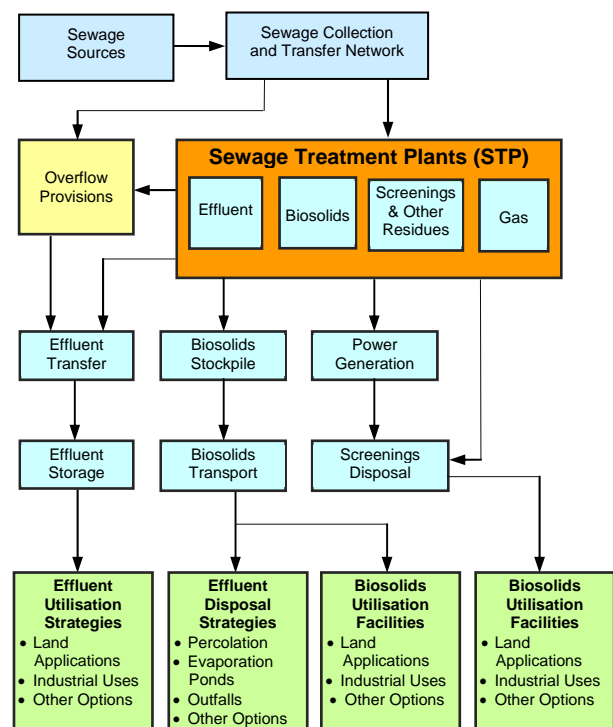 Sewage
Sources
Sewage Collection
and Transfer Network
Overflow
Provisions
Sewage Treatment Plants (STP)
Effluent
Biosolids
Screenings
& Other
Residues
Gas
Effluent
Transfer
Biosolids
Stockpile
Power
Generation
Effluent
Storage
Biosolids
Transport
Screenings
Disposal
Effluent
Utilisation
Strategies
• Land
Applications
• Industrial Uses
• Other Options
Effluent
Disposal
Strategies
• Percolation
• Evaporation
Ponds
• Outfalls
• Other Options
Biosolids
Utilisation
Facilities
• Land
Applications
• Industrial Uses
• Other Options
Biosolids
Utilisation
Facilities
• Land
Applications
• Industrial Uses
• Other Options